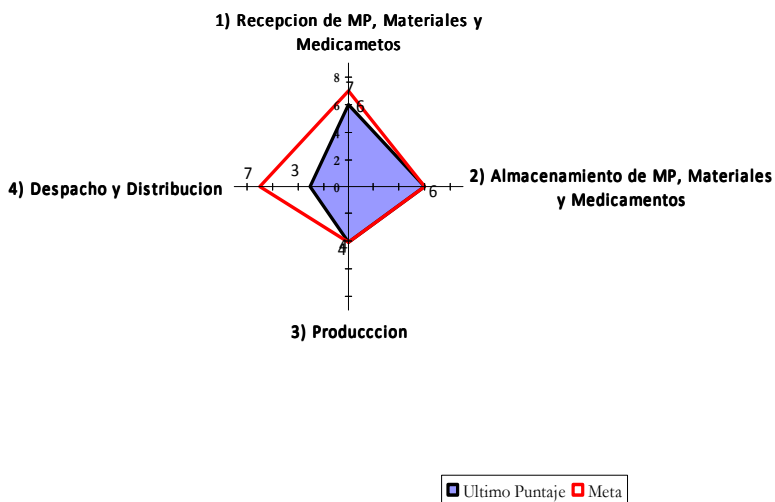 1) Recepcion de MP, Materiales y
Medicametos
8
7
6
6
4
2
0
7
3
4) Despacho y Distribucion
6
2) Almacenamiento de MP, Materiales
y Medicamentos
4
3) Producccion
Ultimo Puntaje
Meta